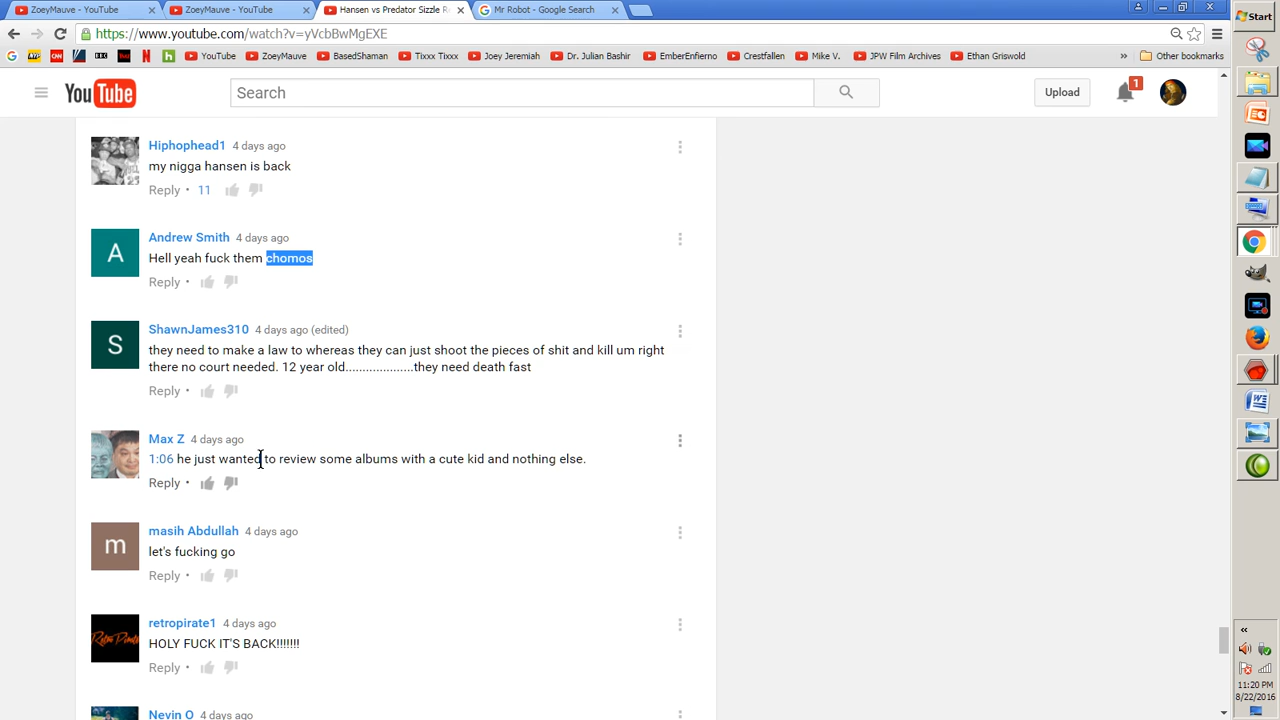 ZoeyMauve - YouTube
ZoeyMauve - YouTube
Hansen vs Predator Sizzle R
Mr Robot - Google Search
Start
https://www.youtube.com/watch?v=yVcbBwMgEXE
YouTube
ZoeyMauve
BasedShaman
Tixxx Tixxx
Joey Jeremiah
Dr. Julian Bashir
EmberEnfierno
Crestfallen
Mike V.
JPW Film Archives
Ethan Griswold
»
Other bookmarks
YouTube
Search
Upload
1
Hiphophead1 4 days ago
my nigga hansen is back
Reply • 11
A
Andrew Smith 4 days ago
Hell yeah fuck them chomos
Reply •
S
ShawnJames310 4 days ago (edited)
they need to make a law to whereas they can just shoot the pieces of shit and kill um right
there no court needed. 12 year old....................they need death fast
Reply •
Max Z 4 days ago
1:06 he just wanted to review some albums with a cute kid and nothing else.
Reply •
m
masih Abdullah 4 days ago
let's fucking go
Reply •
retropirate1 4 days ago
HOLY FUCK IT'S BACK!!!!!!!
Reply •
Nevin O 4 days ago
«
11:20 PM
8/22/2016